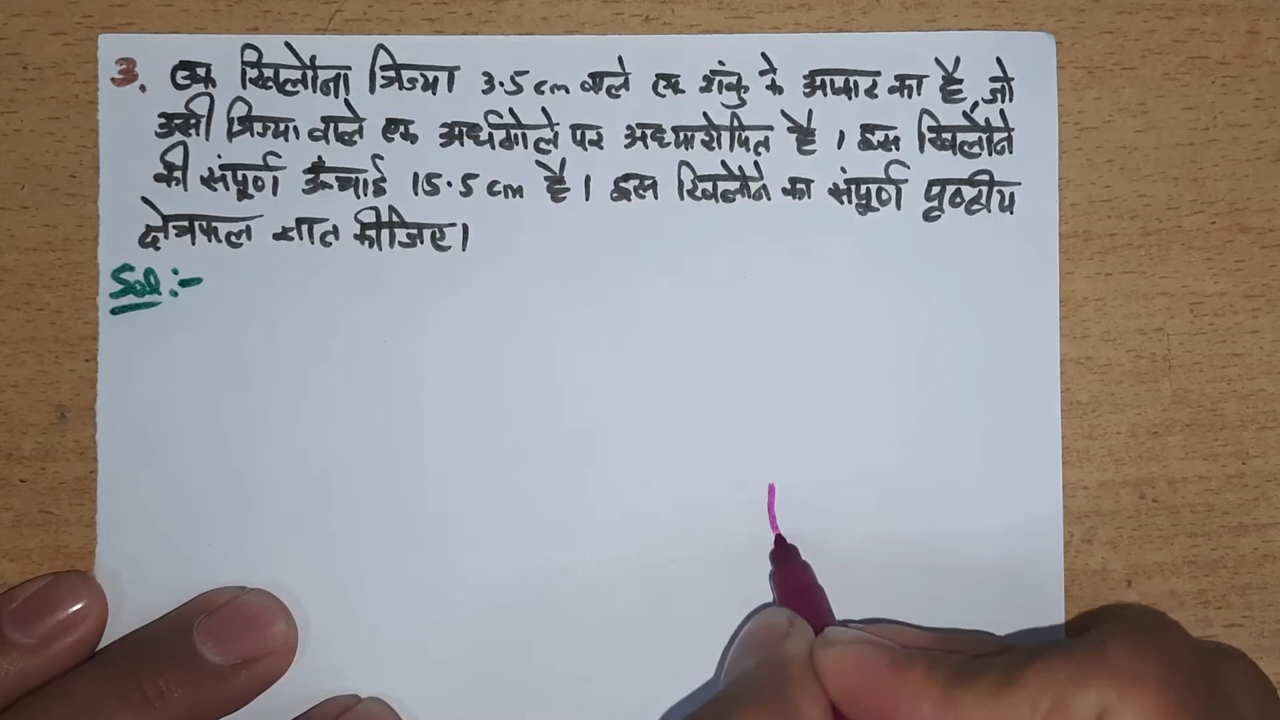 3. एक खिलौना त्रिज्या 3.5 cm वाले एक शंकु के आकार का है, जो
उसी त्रिज्या वाले एक अर्धगोले पर अध्यारोपित है । इस खिलौने
की संपूर्ण ऊँचाई 15.5 cm है । इस खिलौने का संपूर्ण पृष्ठीय
क्षेत्रफल ज्ञात कीजिए ।
Sol :-